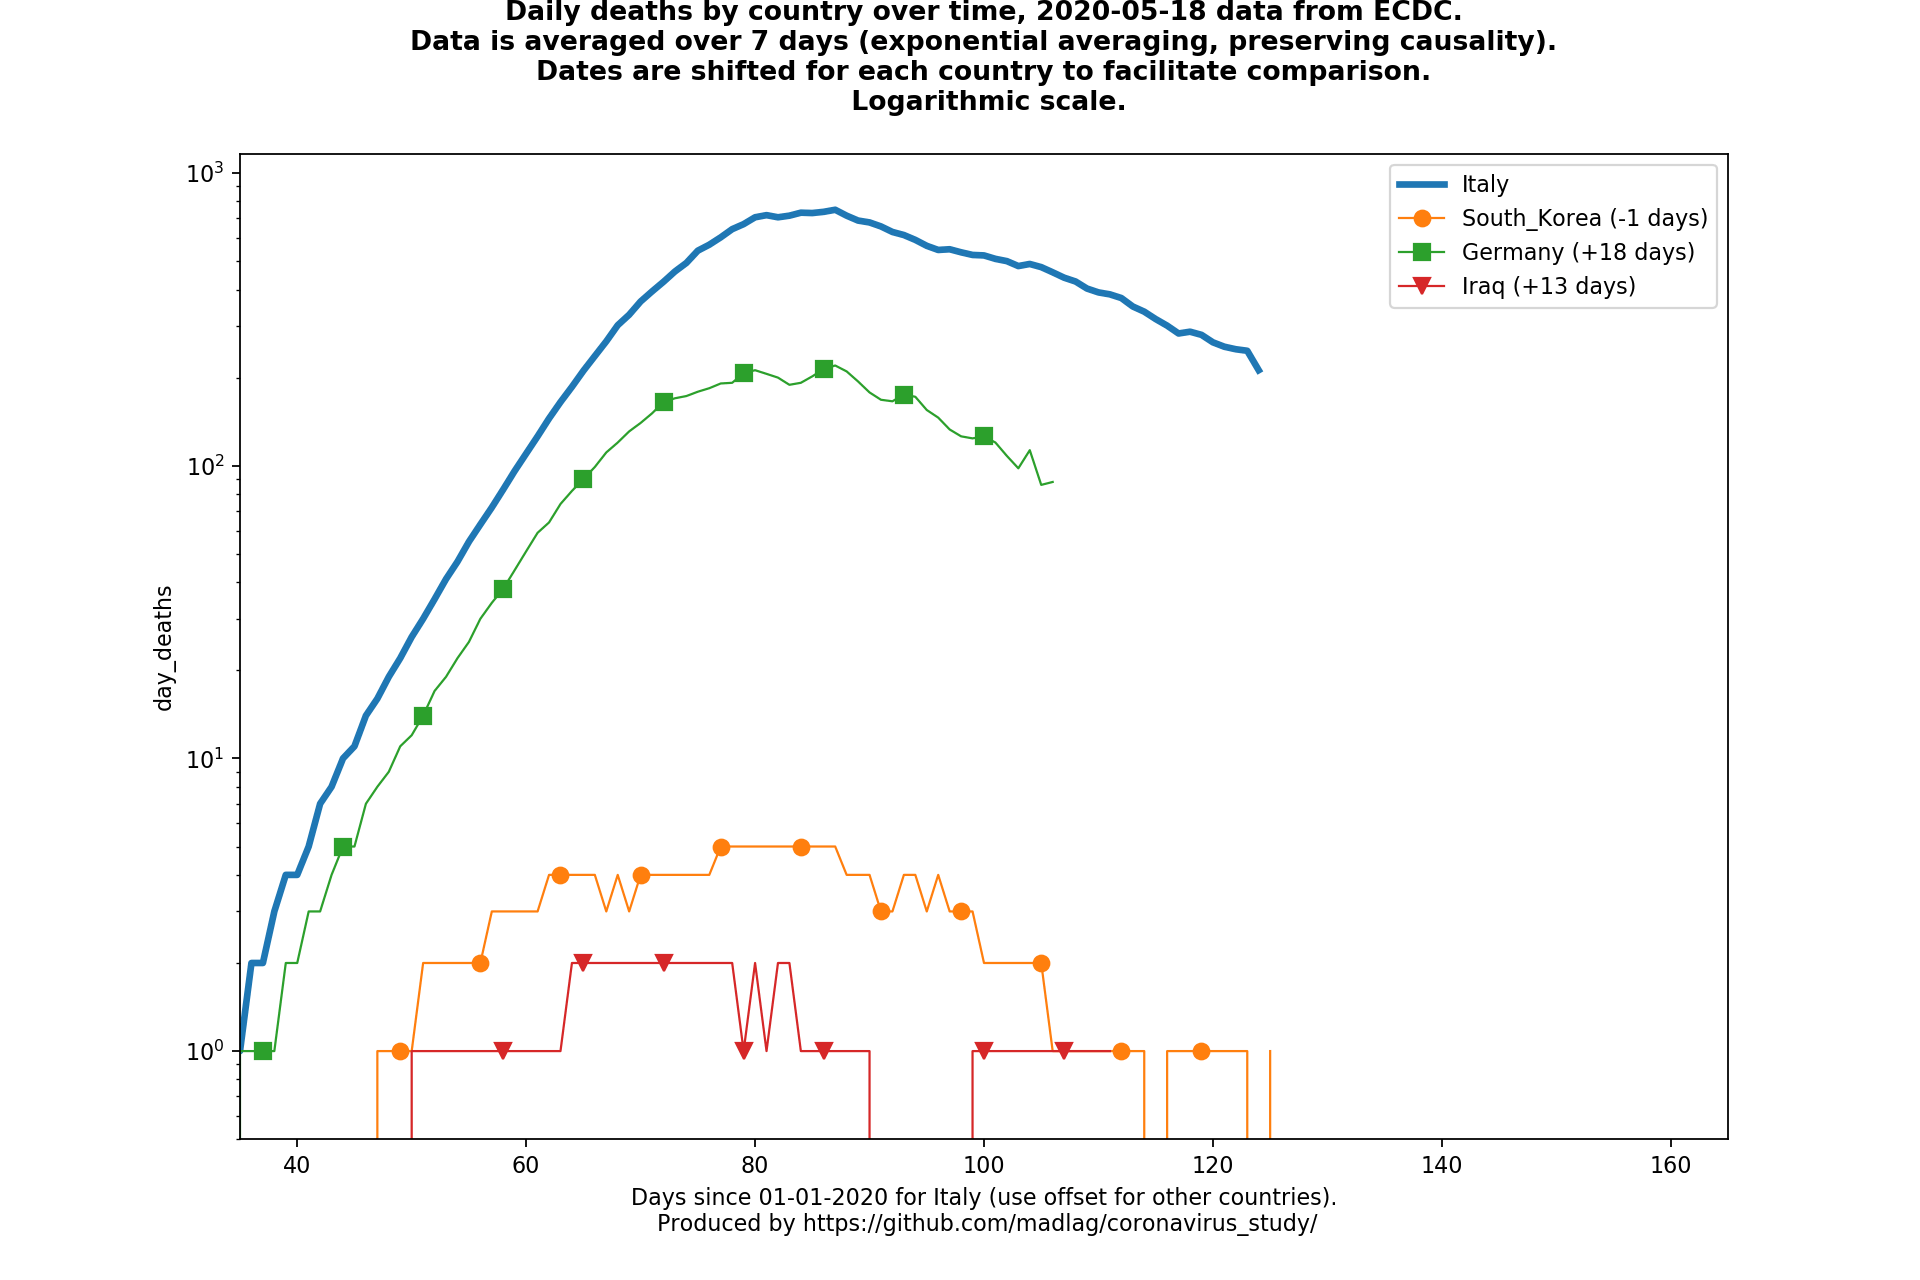 Daily deaths by country over time, 2020-05-18 data from ECDC.
Data is averaged over 7 days (exponential averaging, preserving causality).
Dates are shifted for each country to facilitate comparison.
Logarithmic scale.
10³
10²
10¹
10⁰
day_deaths
Italy
South_Korea (-1 days)
Germany (+18 days)
Iraq (+13 days)
40 60 80 100 120 140 160
Days since 01-01-2020 for Italy (use offset for other countries).
Produced by https://github.com/madlag/coronavirus_study/